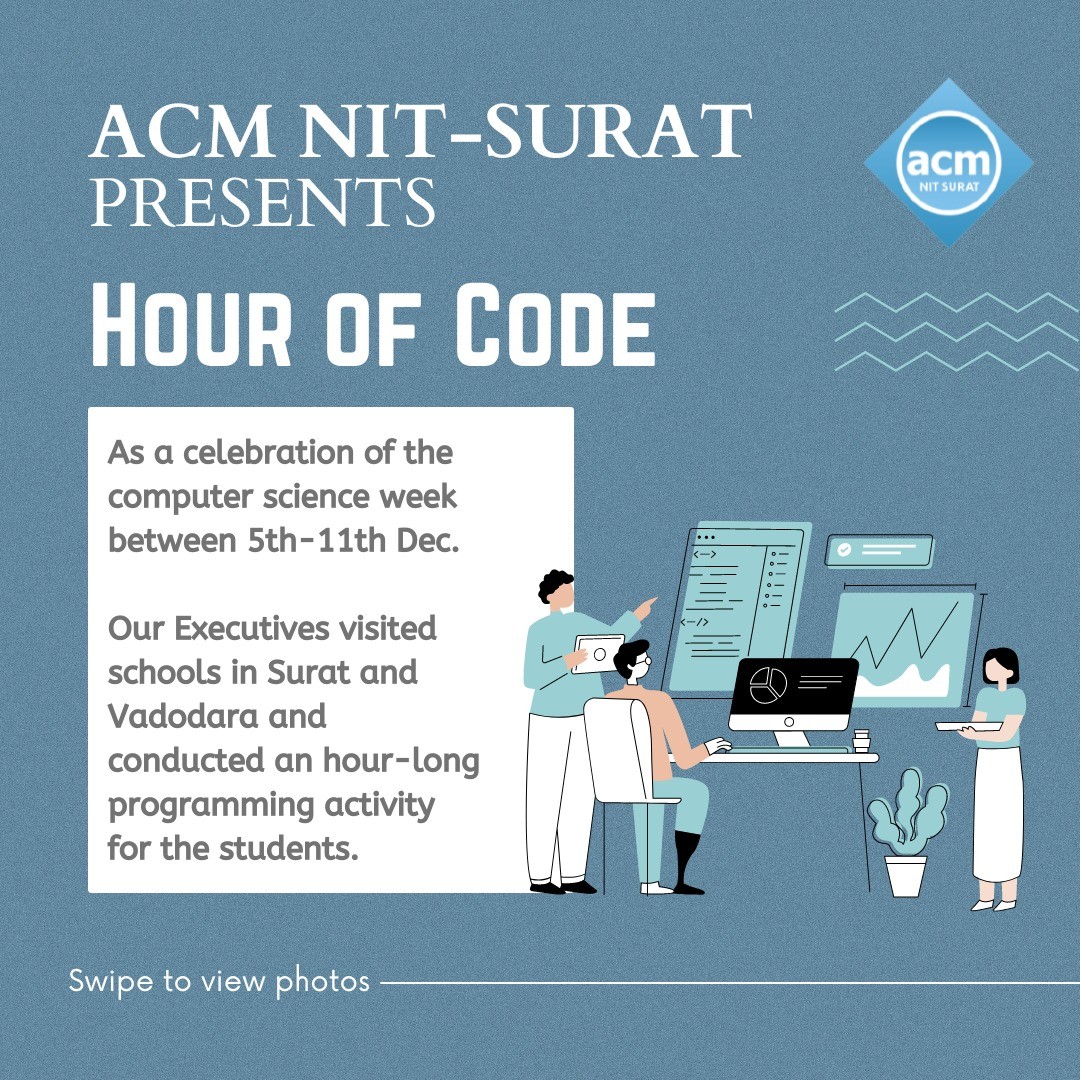 ACM NIT-SURAT
PRESENTS
acm
NIT SURAT
HOUR OF CODE
As a celebration of the
computer science week
between 5th-11th Dec.
Our Executives visited
schools in Surat and
Vadodara and
conducted an hour-long
programming activity
for the students.
Swipe to view photos